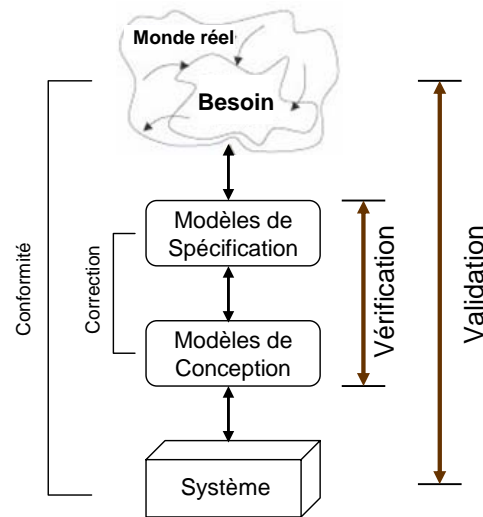 Monde réel
Besoin
Modèles de
Spécification
Modèles de
Conception
Système
Conformité
Correction
Vérification
Validation